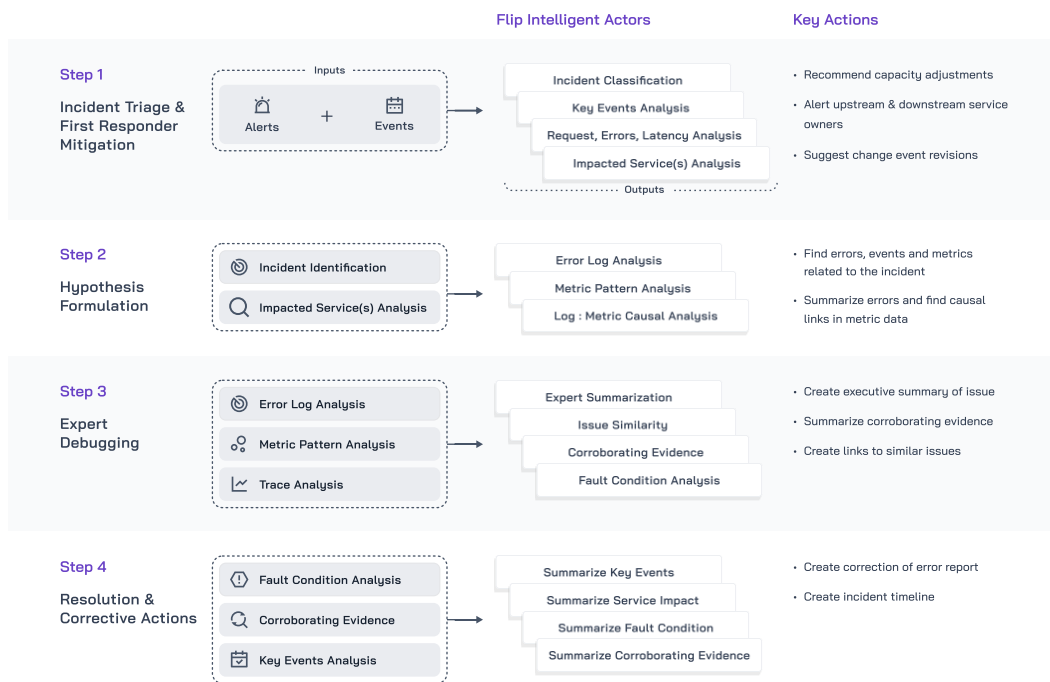 Flip Intelligent Actors
Key Actions
Step 1
Incident Triage &
First Responder
Mitigation
Inputs
Alerts
+
Events
Incident Classification
Key Events Analysis
Request, Errors, Latency Analysis
Impacted Service(s) Analysis
Outputs
• Recommend capacity adjustments
• Alert upstream & downstream service
owners
• Suggest change event revisions
Step 2
Hypothesis
Formulation
Incident Identification
Impacted Service(s) Analysis
Error Log Analysis
Metric Pattern Analysis
Log : Metric Causal Analysis
• Find errors, events and metrics
related to the incident
• Summarize errors and find causal
links in metric data
Step 3
Expert
Debugging
Error Log Analysis
Metric Pattern Analysis
Trace Analysis
Expert Summarization
Issue Similarity
Corroborating Evidence
Fault Condition Analysis
• Create executive summary of issue
• Summarize corroborating evidence
• Create links to similar issues
Step 4
Resolution &
Corrective Actions
Fault Condition Analysis
Corroborating Evidence
Key Events Analysis
Summarize Key Events
Summarize Service Impact
Summarize Fault Condition
Summarize Corroborating Evidence
• Create correction of error report
• Create incident timeline